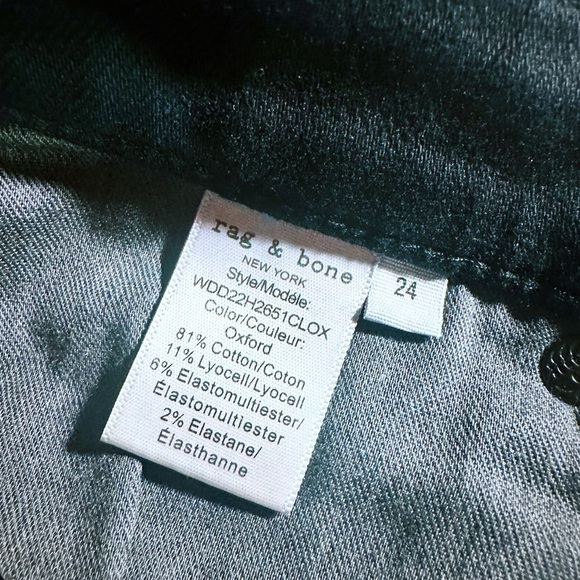 rag & bone
NEW YORK
Style/Modèle:
WDD22H2651CLOX
Color/Couleur:
Oxford
81% Cotton/Coton
11% Lyocell/Lyocell
6% Elastomultiester/
Élastomultiester
2% Elastane/
Élasthanne
24